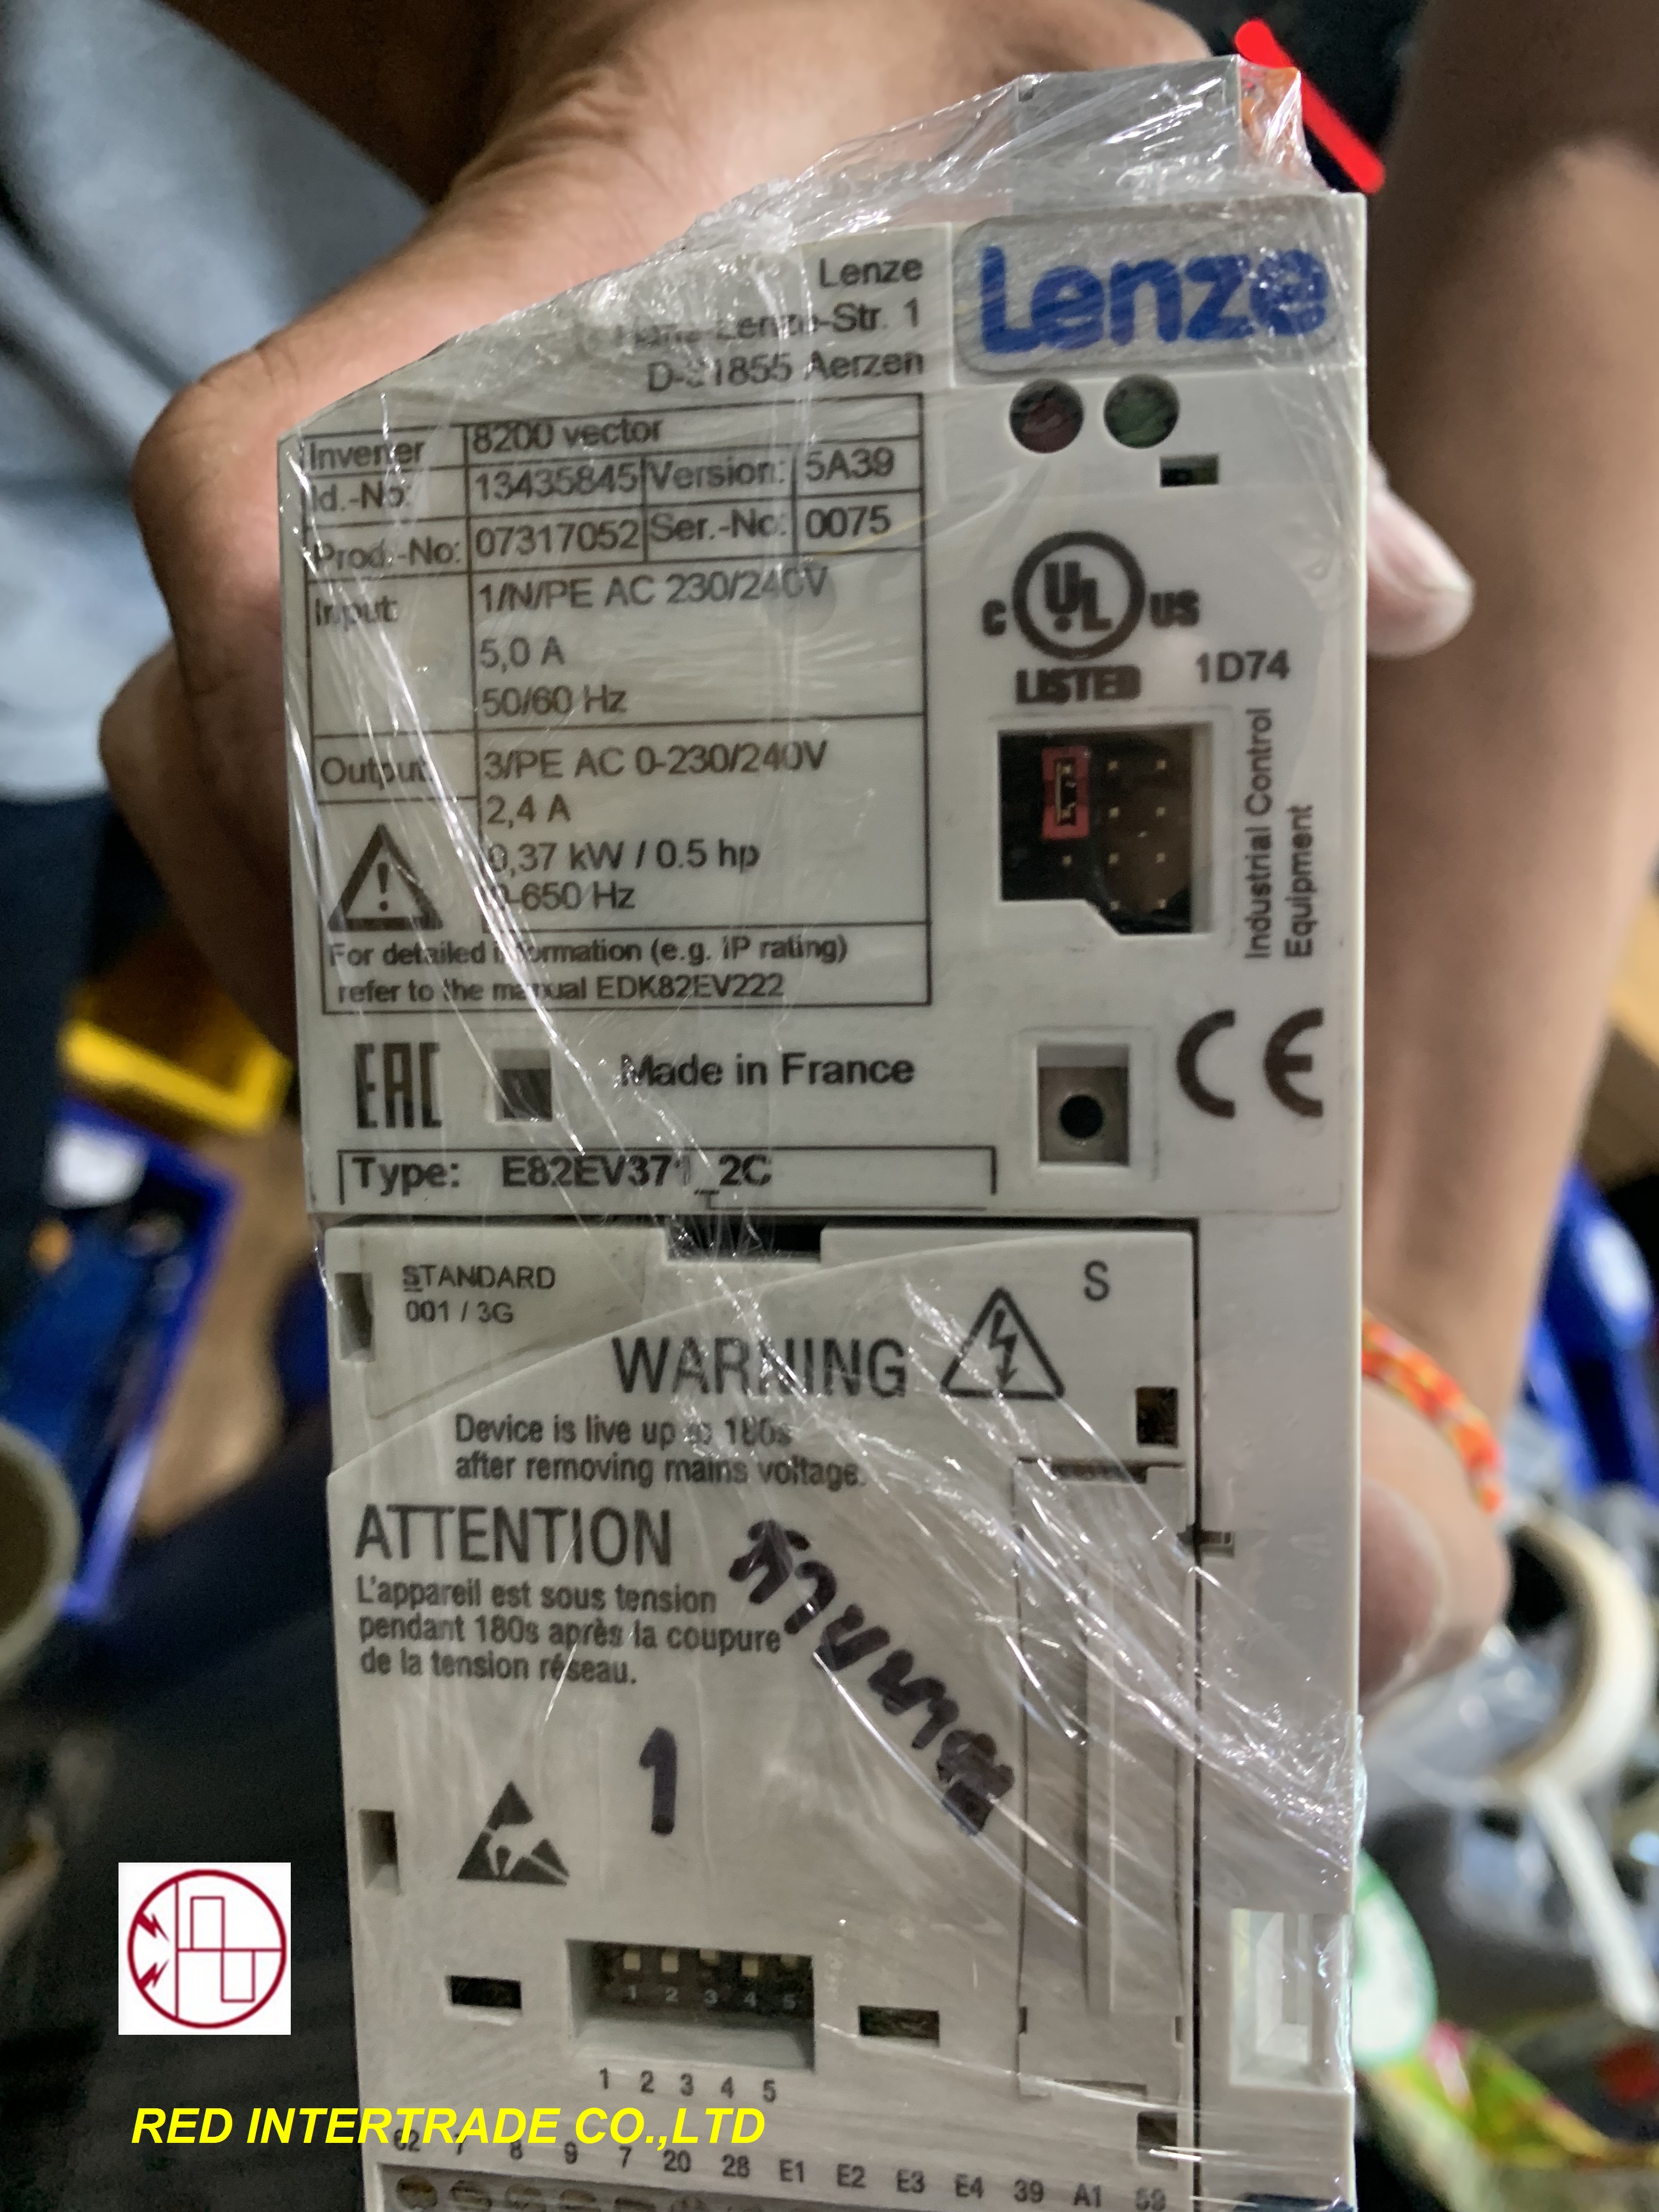 Lenze
Lenze
Hans-Lenze-Str. 1
D-31855 Aerzen
Inverter 8200 vector
Id.-No: 13435845 Version: 5A39
Prod.-No: 07317052 Ser.-No: 0075
Input: 1/N/PE AC 230/240V
5,0 A
50/60 Hz
Output: 3/PE AC 0-230/240V
2,4 A
0,37 kW / 0.5 hp
0-650 Hz
For detailed information (e.g. IP rating)
refer to the manual EDK82EV222
C UL US
LISTED 1D74
Industrial Control
Equipment
EAC Made in France CE
Type: E82EV371_2C
STANDARD
001 / 3G
S
WARNING
Device is live up to 180s
after removing mains voltage.
ATTENTION
L'appareil est sous tension
pendant 180s après la coupure
de la tension réseau.
1
1 2 3 4 5
1 2 3 4 5
RED INTERTRADE CO.,LTD
62 7 8 9 7 20 28 E1 E2 E3 E4 39 A1 59